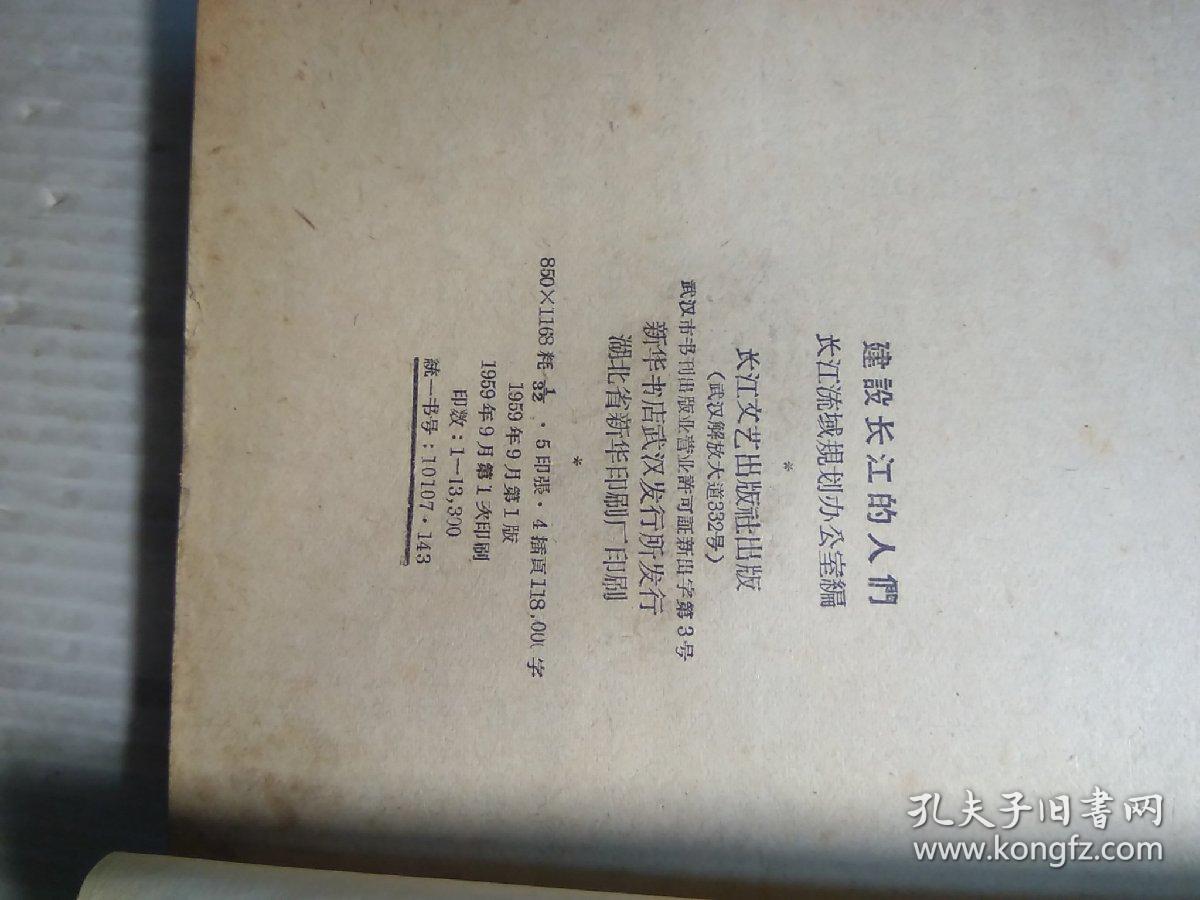 建設长江的人們
长江流域規划办公室編
*
长江文艺出版社出版
(武汉解放大道332号)
武汉市书刊出版业营业許可証新出字第3号
新华书店武汉发行所发行
湖北省新华印刷厂印刷
*
850×1168耗 1/32·5印張·4插頁118,00字
1959年9月第1版
1959年9月第1次印刷
印数:1—13,300
統一书号:10107·143
孔夫子旧書网
www.kongfz.com